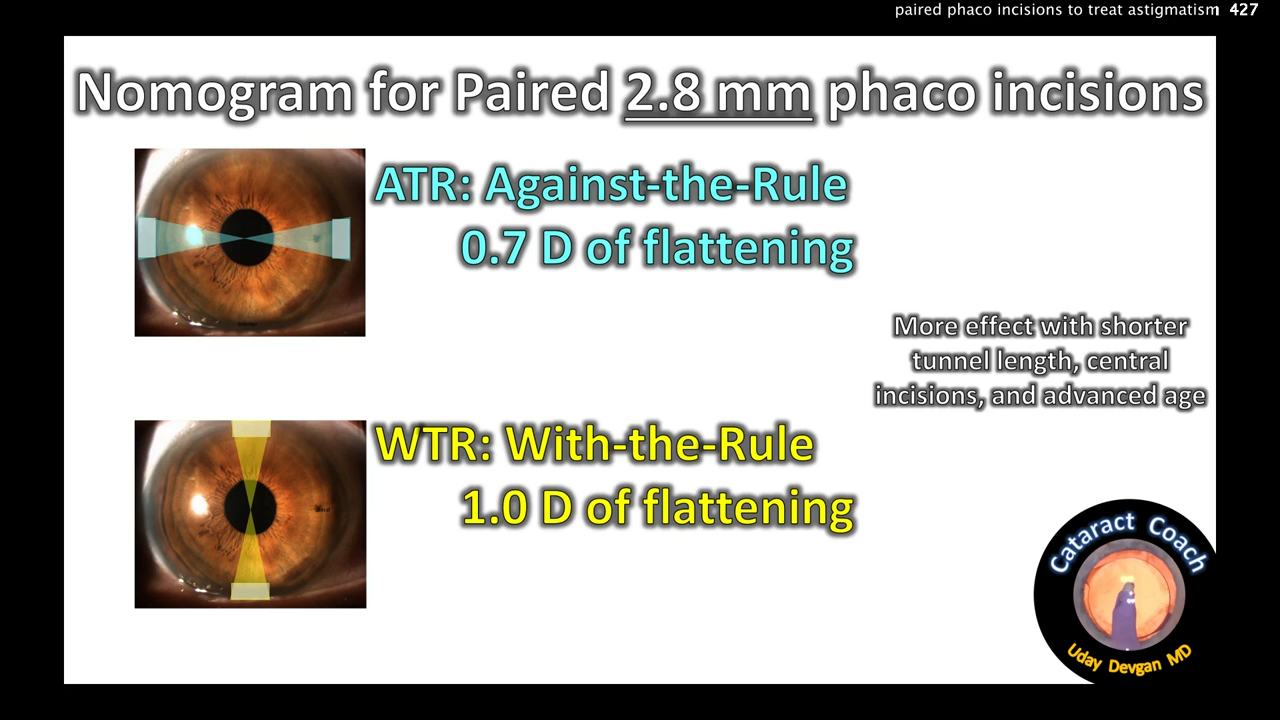 paired phaco incisions to treat astigmatism 427
Nomogram for Paired 2.8 mm phaco incisions
ATR: Against-the-Rule
0.7 D of flattening
More effect with shorter
tunnel length, central
incisions, and advanced age
WTR: With-the-Rule
1.0 D of flattening
Cataract Coach
Uday Devgan MD